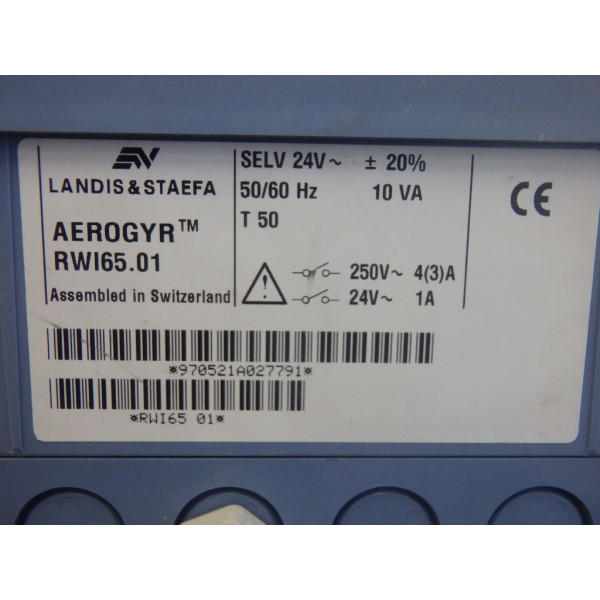 LANDIS & STAEFA
AEROGYR™
RWI65.01
Assembled in Switzerland
SELV 24V~ ± 20%
50/60 Hz 10 VA
T 50
250V~ 4(3)A
24V~ 1A
CE
*970521A027791*
*RWI65 01*